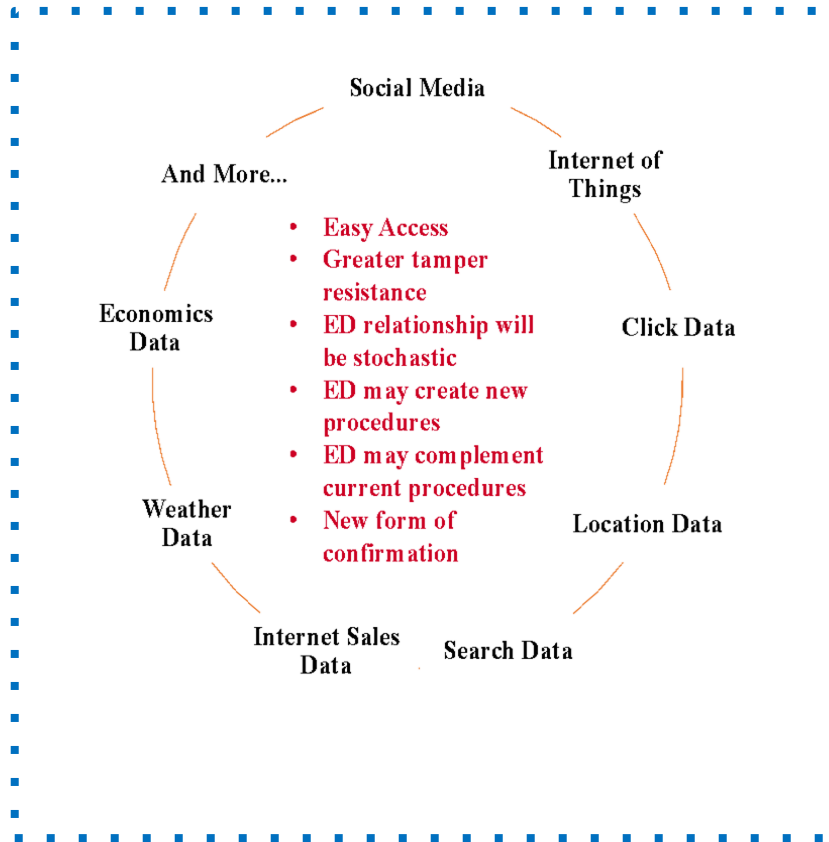 Social Media
Internet of
Things
Click Data
Location Data
Search Data
Internet Sales
Data
Weather
Data
Economics
Data
And More...
• Easy Access
• Greater tamper
resistance
• ED relationship will
be stochastic
• ED may create new
procedures
• ED may complement
current procedures
• New form of
confirmation